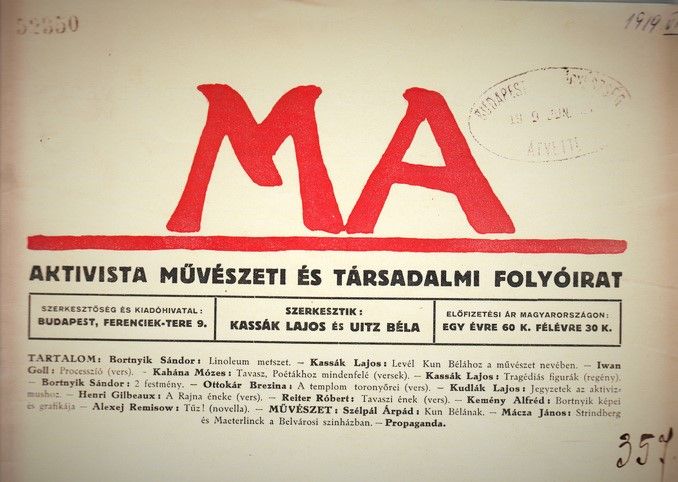 52350
1919
BUDAPEST
ÁTVETTE
MA
AKTIVISTA MŰVÉSZETI ÉS TÁRSADALMI FOLYÓIRAT
SZERKESZTŐSÉG ÉS KIADÓHIVATAL:
BUDAPEST, FERENCIEK-TERE 9.
SZERKESZTIK:
KASSÁK LAJOS ÉS UITZ BÉLA
ELŐFIZETÉSI ÁR MAGYARORSZÁGON:
EGY ÉVRE 60 K. FÉLÉVRE 30 K.
TARTALOM: Bortnyik Sándor: Linoleum metszet. — Kassák Lajos: Levél Kun Bélához a művészet nevében. — Iwan
Goll: Processzió (vers). — Kahána Mózes: Tavasz, Poétákhoz mindenfelé (versek). — Kassák Lajos: Tragédiás figurák (regény).
— Bortnyik Sándor: 2 festmény. — Ottokár Brezina: A templom toronyőrei (vers). — Kudlák Lajos: Jegyzetek az aktiviz-
mushoz. — Henri Gilbeaux: A Rajna éneke (vers). — Reiter Róbert: Tavaszi ének (vers). — Kemény Alfréd: Bortnyik képei
és grafikája — Alexej Remisow: Tűz! (novella). — MŰVÉSZET: Szélpál Árpád: Kun Bélának. — Mácza János: Strindberg
és Maeterlinck a Belvárosi szinházban. — Propaganda.
357.